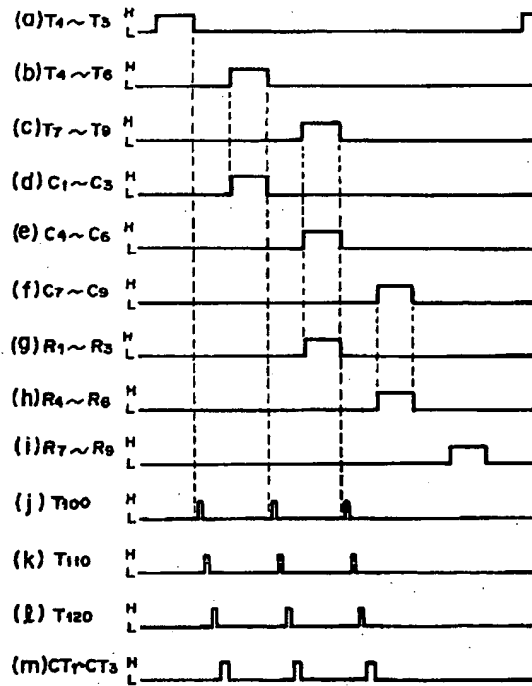 (a) T1~T3 H L
(b) T4~T6 H L
(c) T7~T9 H L
(d) C1~C3 H L
(e) C4~C6 H L
(f) C7~C9 H L
(g) R1~R3 H L
(h) R4~R6 H L
(i) R7~R9 H L
(j) T100 H L
(k) T110 H L
(ℓ) T120 H L
(m) CT1~CT3 H L